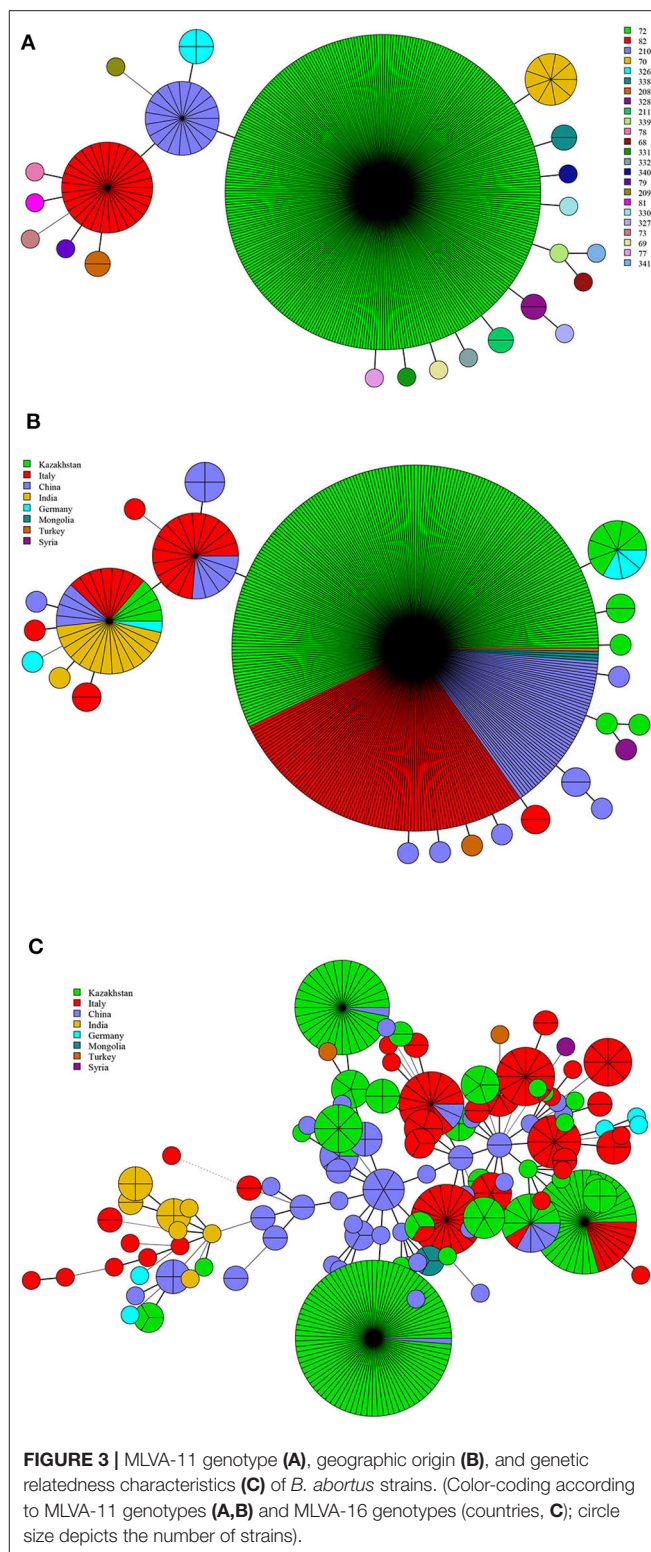 A
72
82
210
70
326
338
208
328
211
339
78
68
331
332
340
79
209
81
330
327
73
69
77
341
B
Kazakhstan
Italy
China
India
Germany
Mongolia
Turkey
Syria
C
Kazakhstan
Italy
China
India
Germany
Mongolia
Turkey
Syria
FIGURE 3 | MLVA-11 genotype (A), geographic origin (B), and genetic
relatedness characteristics (C) of B. abortus strains. (Color-coding according
to MLVA-11 genotypes (A,B) and MLVA-16 genotypes (countries, C); circle
size depicts the number of strains).